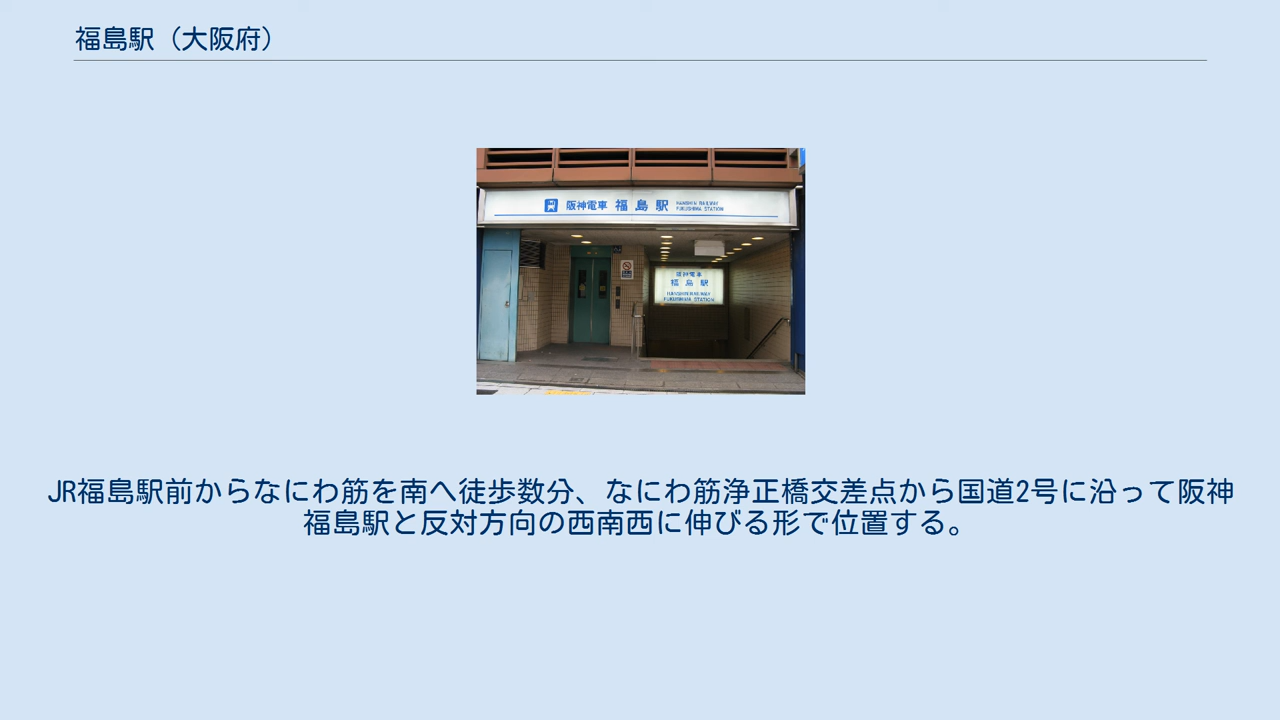 福島駅（大阪府）
阪神電車 福島駅 HANSHIN RAILWAY
FUKUSHIMA STATION
阪神電車
福島駅
HANSHIN RAILWAY
FUKUSHIMA STATION
JR福島駅前からなにわ筋を南へ徒歩数分、なにわ筋浄正橋交差点から国道2号に沿って阪神
福島駅と反対方向の西南西に伸びる形で位置する。